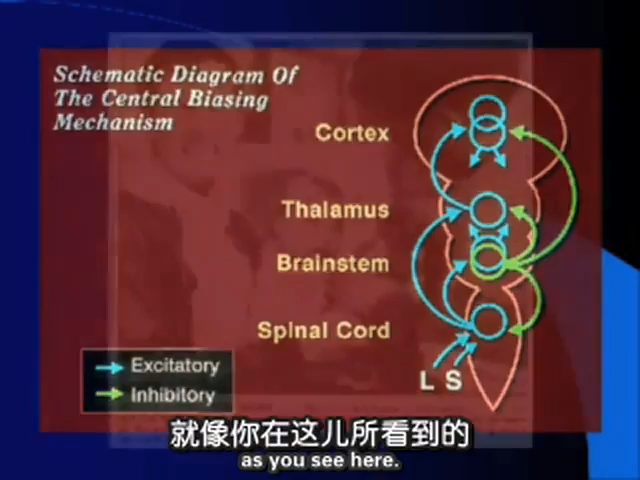 Schematic Diagram Of
The Central Biasing
Mechanism
Cortex
Thalamus
Brainstem
Spinal Cord
L S
Excitatory
Inhibitory
就像你在这儿所看到的
as you see here.